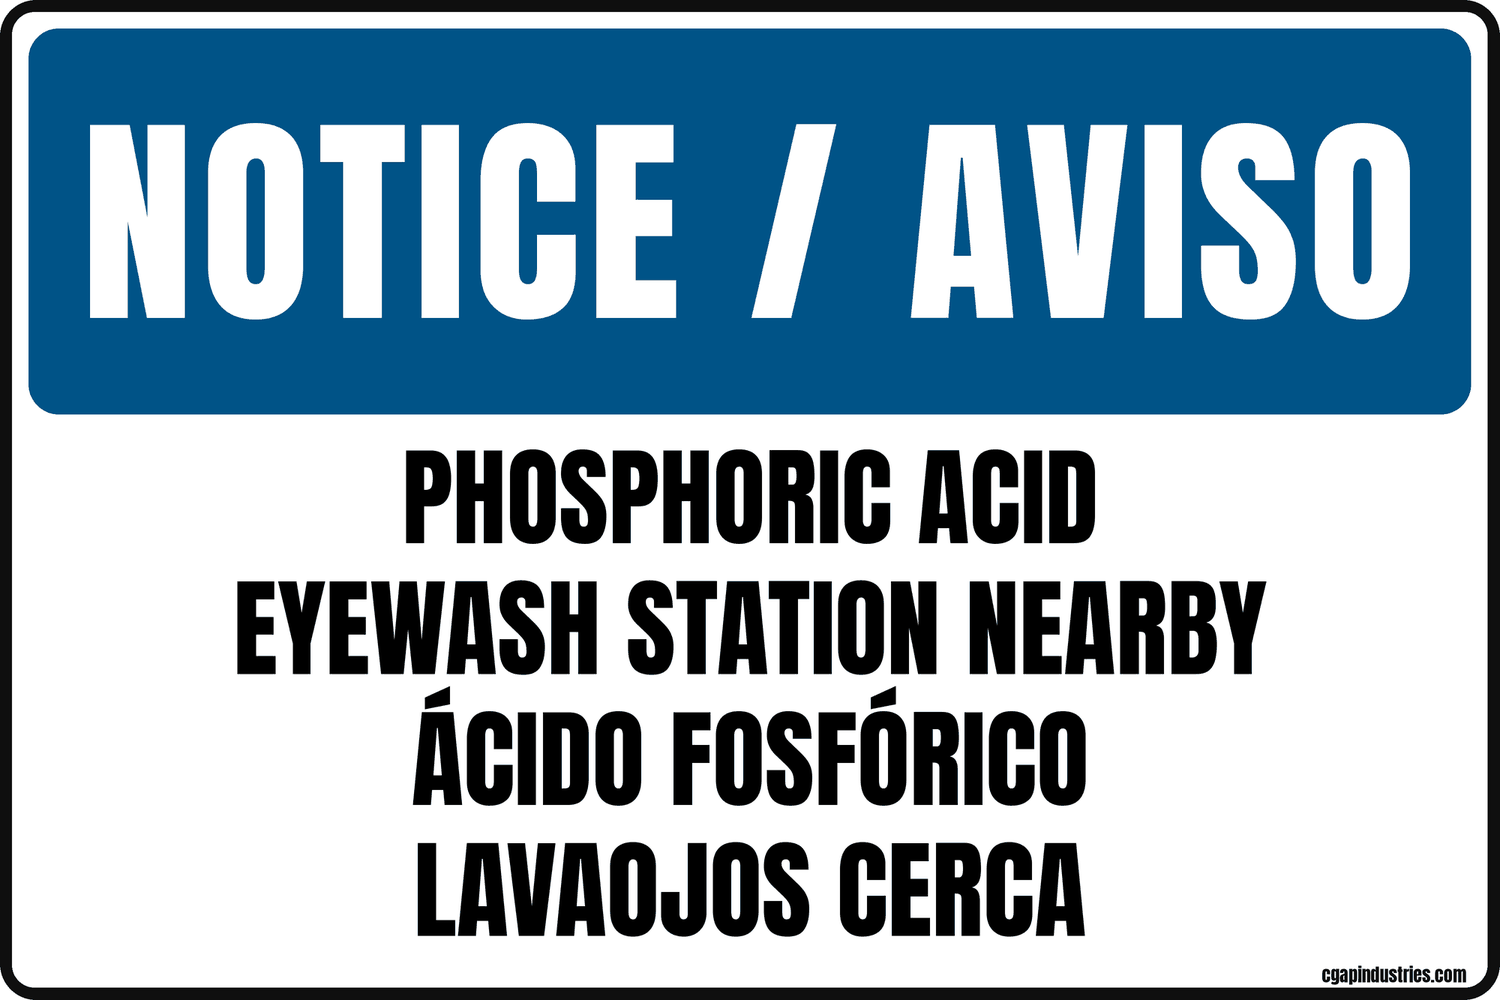 NOTICE / AVISO
PHOSPHORIC ACID
EYEWASH STATION NEARBY
ÁCIDO FOSFÓRICO
LAVAOJOS CERCA
cgapindustries.com